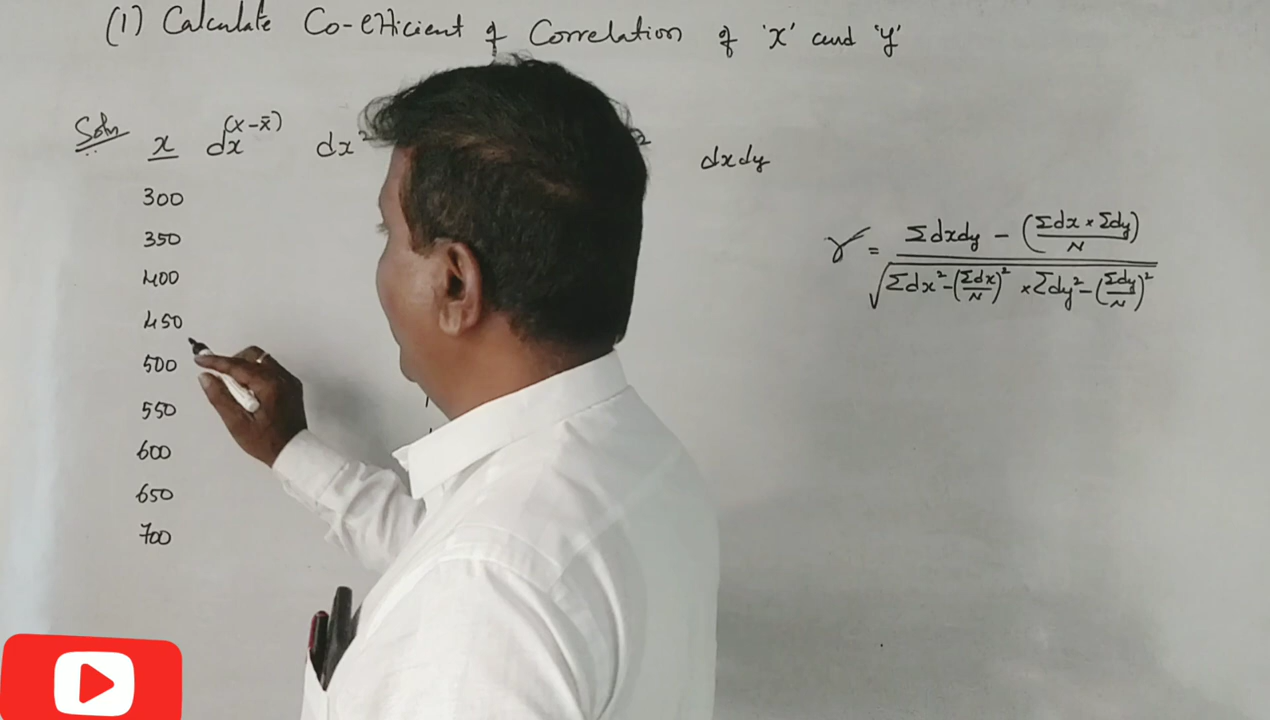 (1) Calculate Co-efficient of Correlation of 'x' and 'y'
Soln
x dx (x-x̄) dx² ² dxdy
300
350
400
450
500
550
600
650
700
r = Σdxdy - (Σdx × Σdy / N) / √Σdx² - (Σdx / N)² × Σdy² - (Σdy / N)²